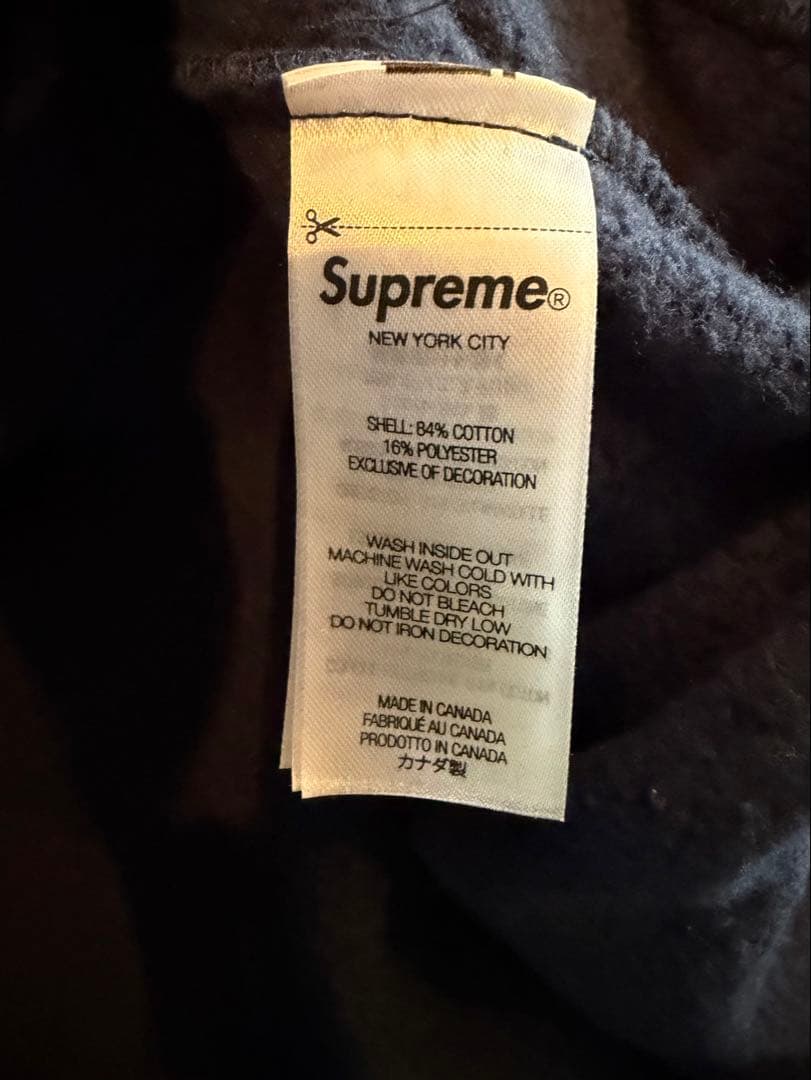 Supreme®
NEW YORK CITY
SHELL: 84% COTTON
16% POLYESTER
EXCLUSIVE OF DECORATION
WASH INSIDE OUT
MACHINE WASH COLD WITH
LIKE COLORS
DO NOT BLEACH
TUMBLE DRY LOW
DO NOT IRON DECORATION
MADE IN CANADA
FABRIQUÉ AU CANADA
PRODOTTO IN CANADA
カナダ製